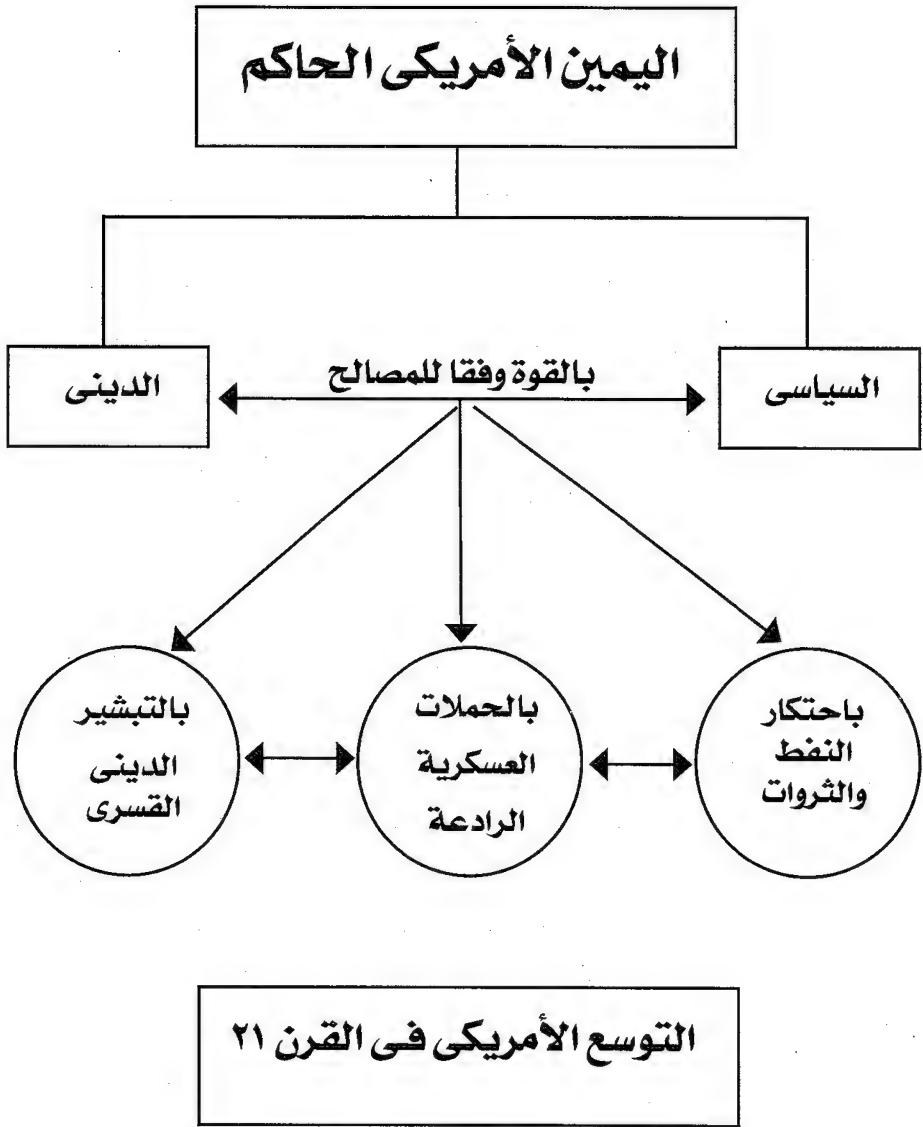 اليمين الأمريكى الحاكم
السياسى
بالقوة وفقا للمصالح
الدينى
باحتكار
النفط
والثروات
بالحملات
العسكرية
الرادعة
بالتبشير
الدينى
القسرى
التوسع الأمريكى فى القرن ٢١